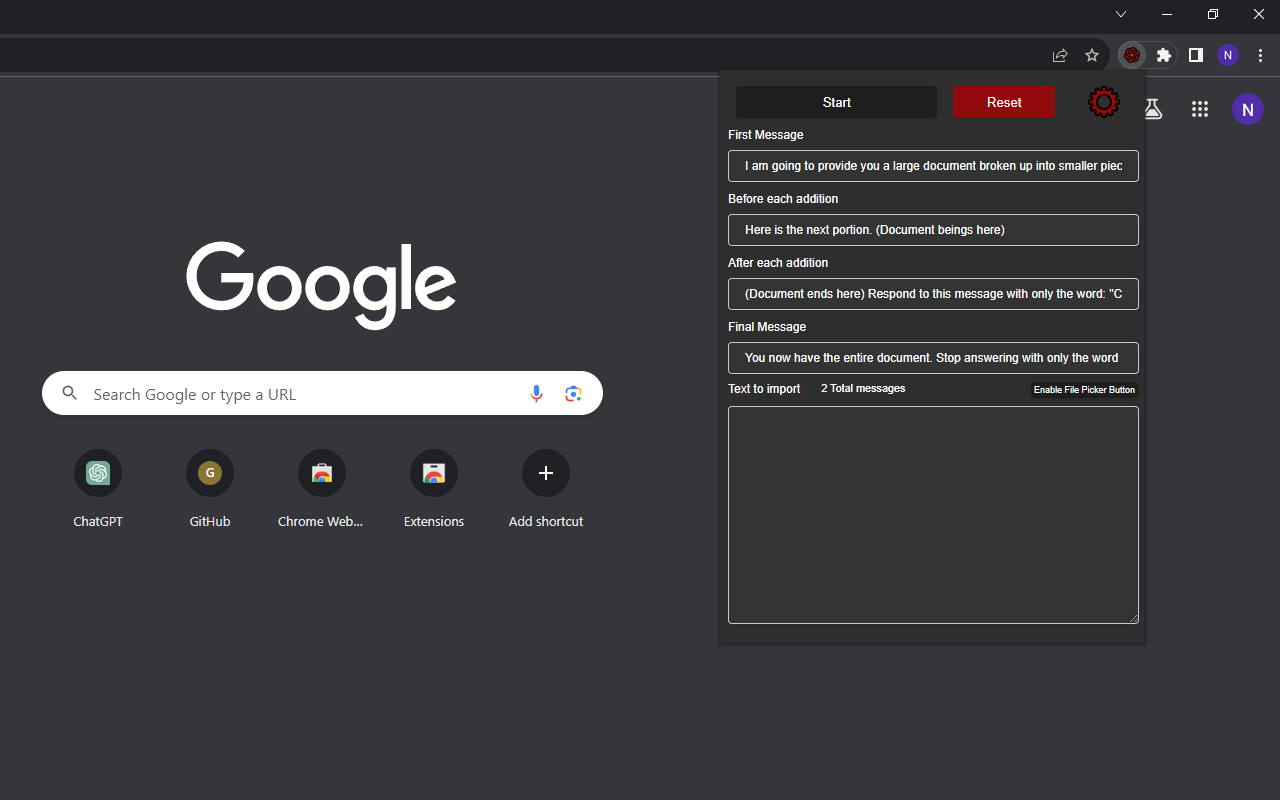 N
Start
Reset
First Message
I am going to provide you a large document broken up into smaller piec
Before each addition
Here is the next portion. (Document beings here)
After each addition
(Document ends here) Respond to this message with only the word: "C
Final Message
You now have the entire document. Stop answering with only the word
Text to import
2 Total messages
Enable File Picker Button
N
Google
Search Google or type a URL
G
ChatGPT
GitHub
Chrome Web...
Extensions
Add shortcut